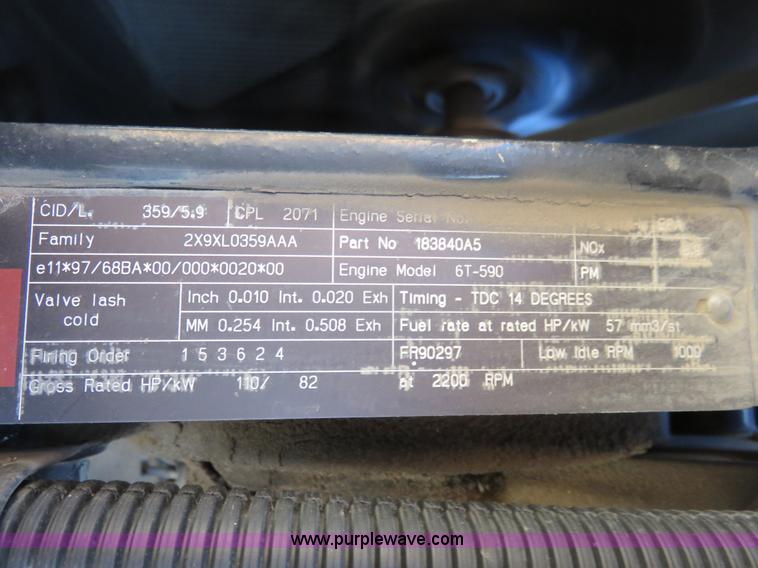 CID/L. 359/5.9 CPL 2071 Engine Serial No.
Family 2X9XL0359AAA Part No 183840A5 NOx
e11*97/68BA*00/000*0020*00 Engine Model 6T-590 PM
Valve lash cold Inch 0.010 Int. 0.020 Exh Timing - TDC 14 DEGREES
MM 0.254 Int. 0.508 Exh Fuel rate at rated HP/kW 57 mm3/st
Firing Order 1 5 3 6 2 4 FR90297 Low Idle RPM 1000
Gross Rated HP/kW 110/ 82 at 2200 RPM
www.purplewave.com